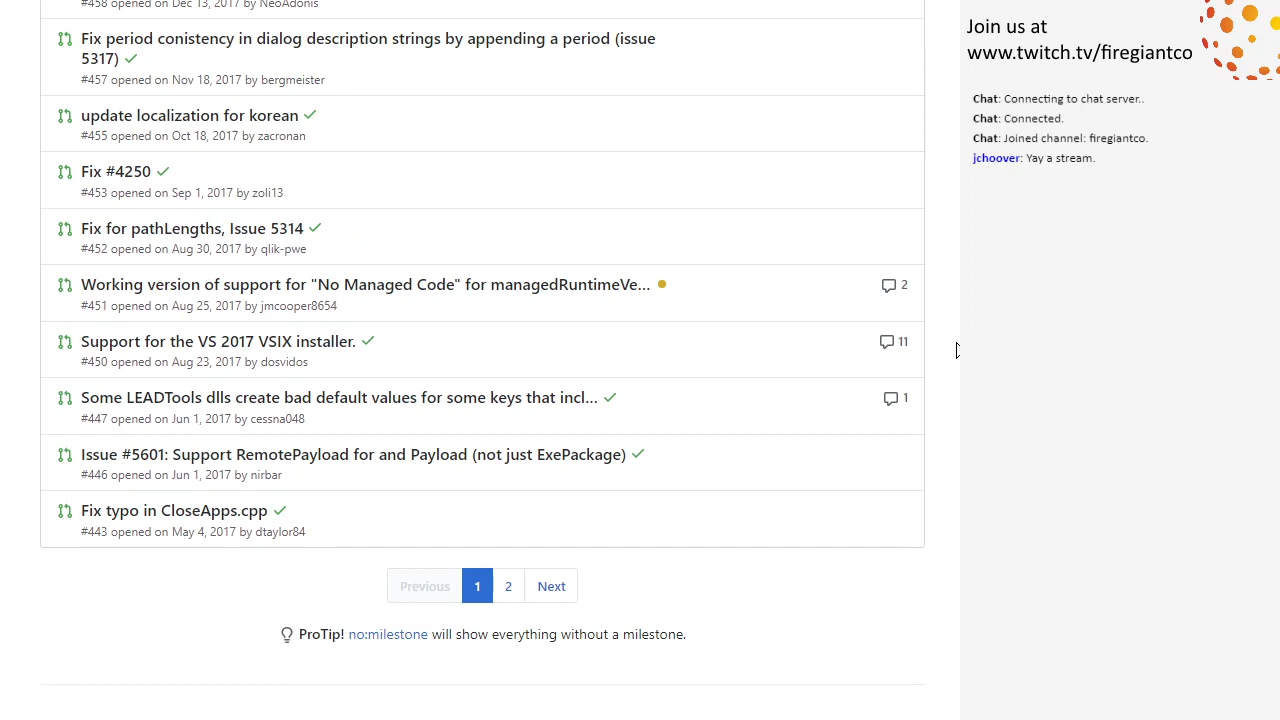 #458 opened on Dec 13, 2017 by NeoAdonis
Fix period conistency in dialog description strings by appending a period (issue
5317)
#457 opened on Nov 18, 2017 by bergmeister
update localization for korean
#455 opened on Oct 18, 2017 by zacronan
Fix #4250
#453 opened on Sep 1, 2017 by zoli13
Fix for pathLengths, Issue 5314
#452 opened on Aug 30, 2017 by qlik-pwe
Working version of support for "No Managed Code" for managedRuntimeVe...
2
#451 opened on Aug 25, 2017 by jmcooper8654
Support for the VS 2017 VSIX installer.
11
#450 opened on Aug 23, 2017 by dosvidos
Some LEADTools dlls create bad default values for some keys that incl...
1
#447 opened on Jun 1, 2017 by cessna048
Issue #5601: Support RemotePayload for and Payload (not just ExePackage)
#446 opened on Jun 1, 2017 by nirbar
Fix typo in CloseApps.cpp
#443 opened on May 4, 2017 by dtaylor84
Previous 1 2 Next
ProTip! no:milestone will show everything without a milestone.
Join us at
www.twitch.tv/firegiantco
Chat: Connecting to chat server..
Chat: Connected.
Chat: Joined channel: firegiantco.
jchoover: Yay a stream.